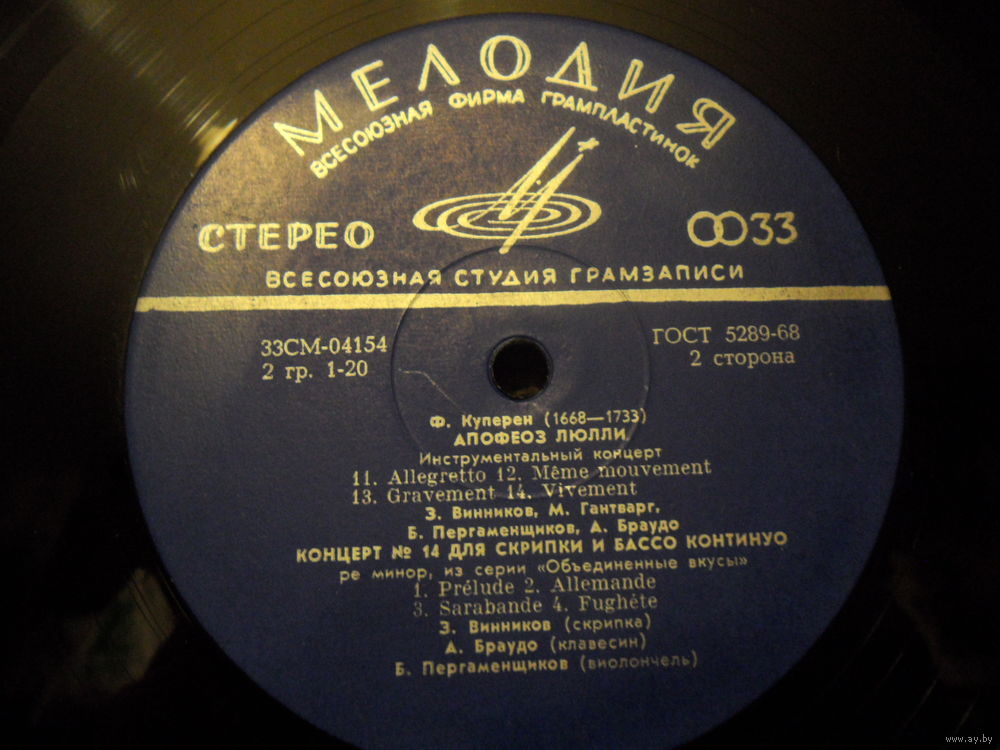 МЕЛОДИЯ
ВСЕСОЮЗНАЯ ФИРМА ГРАМПЛАСТИНОК
СТЕРЕО
33
ВСЕСОЮЗНАЯ СТУДИЯ ГРАМЗАПИСИ
33СМ-04154
2 гр. 1-20
ГОСТ 5289-68
2 сторона
Ф. Куперен (1668—1733)
АПОФЕОЗ ЛЮЛЛИ
Инструментальный концерт
11. Allegretto 12. Même mouvement
13. Gravement 14. Vivement
З. Винников, М. Гантварг,
Б. Пергаменщиков, А. Браудо
КОНЦЕРТ № 14 ДЛЯ СКРИПКИ И БАССО КОНТИНУО
ре минор, из серии «Объединенные вкусы»
1. Prélude 2. Allemande
3. Sarabande 4. Fughéte
З. Винников (скрипка)
А. Браудо (клавесин)
Б. Пергаменщиков (виолончель)
www.ay.by